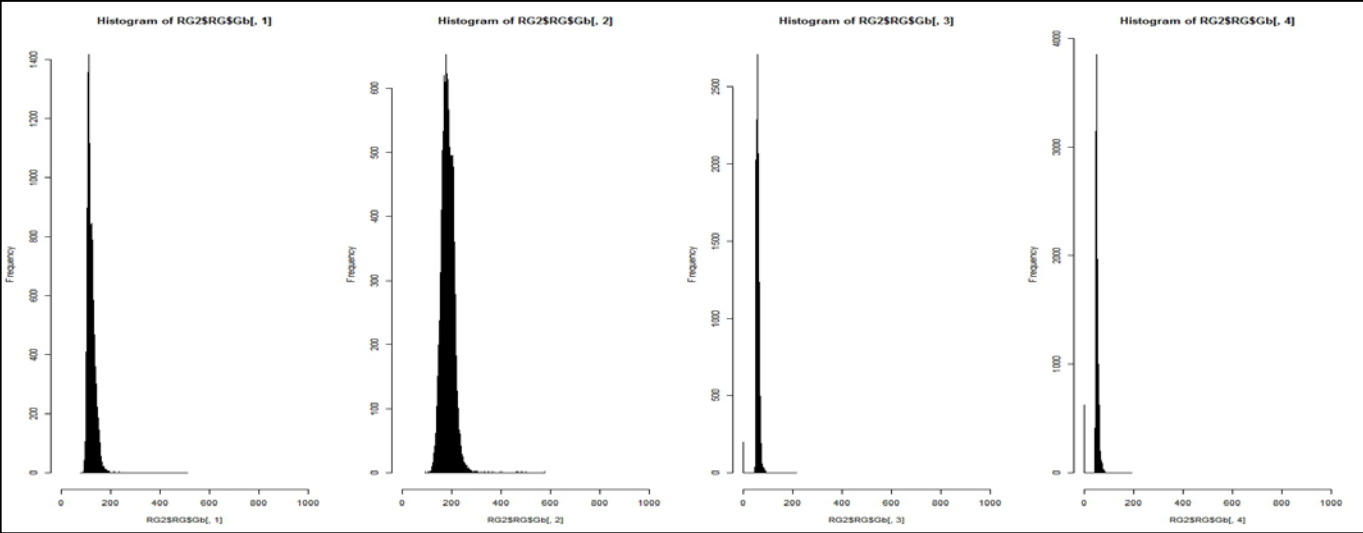 Histogram of RG2$RG$Gb[, 1]
Frequency
0 200 400 600 800 1000 1200 1400
0 200 400 600 800 1000
RG2$RG$Gb[, 1]
Histogram of RG2$RG$Gb[, 2]
Frequency
0 100 200 300 400 500 600
0 200 400 600 800 1000
RG2$RG$Gb[, 2]
Histogram of RG2$RG$Gb[, 3]
Frequency
0 500 1000 1500 2000 2500
0 200 400 600 800 1000
RG2$RG$Gb[, 3]
Histogram of RG2$RG$Gb[, 4]
Frequency
0 1000 2000 3000 4000
0 200 400 600 800 1000
RG2$RG$Gb[, 4]